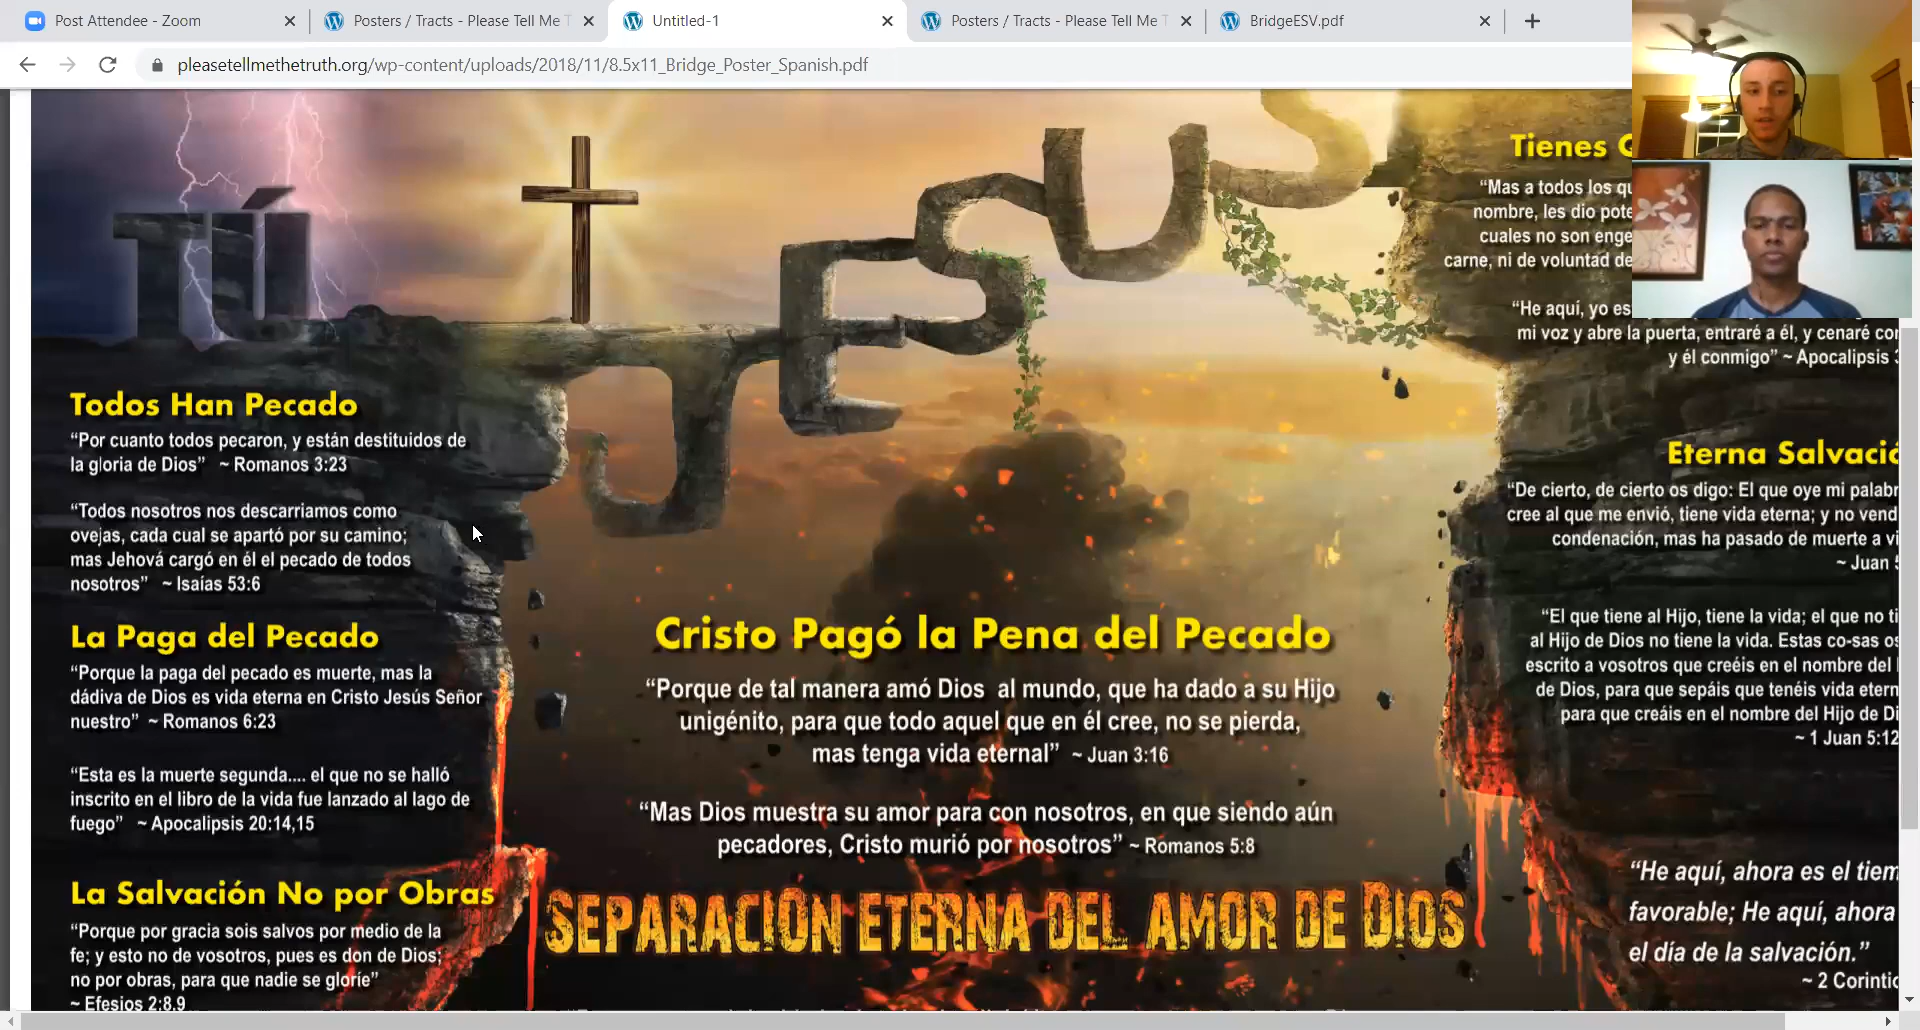 Post Attendee - Zoom
Posters / Tracts - Please Tell Me T
Untitled-1
Posters / Tracts - Please Tell Me T
BridgeESV.pdf
pleasetellmethetruth.org/wp-content/uploads/2018/11/8.5x11_Bridge_Poster_Spanish.pdf
TÚ
JESUS
Todos Han Pecado
“Por cuanto todos pecaron, y están destituidos de
la gloria de Dios” ~ Romanos 3:23
“Todos nosotros nos descarriamos como
ovejas, cada cual se apartó por su camino;
mas Jehová cargó en él el pecado de todos
nosotros” ~ Isaías 53:6
La Paga del Pecado
“Porque la paga del pecado es muerte, mas la
dádiva de Dios es vida eterna en Cristo Jesús Señor
nuestro” ~ Romanos 6:23
“Esta es la muerte segunda.... el que no se halló
inscrito en el libro de la vida fue lanzado al lago de
fuego” ~ Apocalipsis 20:14,15
La Salvación No por Obras
“Porque por gracia sois salvos por medio de la
fe; y esto no de vosotros, pues es don de Dios;
no por obras, para que nadie se gloríe”
~ Efesios 2:8,9
Cristo Pagó la Pena del Pecado
“Porque de tal manera amó Dios al mundo, que ha dado a su Hijo
unigénito, para que todo aquel que en él cree, no se pierda,
mas tenga vida eternal” ~ Juan 3:16
“Mas Dios muestra su amor para con nosotros, en que siendo aún
pecadores, Cristo murió por nosotros” ~ Romanos 5:8
SEPARACIÓN ETERNA DEL AMOR DE DIOS
Tienes
“Mas a todos los qu
nombre, les dio pote
cuales no son enge
carne, ni de voluntad de
“He aquí, yo es
mi voz y abre la puerta, entraré a él, y cenaré con
y él conmigo” ~ Apocalipsis
Eterna Salvació
“De cierto, de cierto os digo: El que oye mi palabr
cree al que me envió, tiene vida eterna; y no vend
condenación, mas ha pasado de muerte a vi
~ Juan
“El que tiene al Hijo, tiene la vida; el que no ti
al Hijo de Dios no tiene la vida. Estas co-sas os
escrito a vosotros que creéis en el nombre del
de Dios, para que sepáis que tenéis vida etern
para que creáis en el nombre del Hijo de Di
~ 1 Juan 5:12
“He aquí, ahora es el tiem
favorable; He aquí, ahora
el día de la salvación.”
~ 2 Corintio